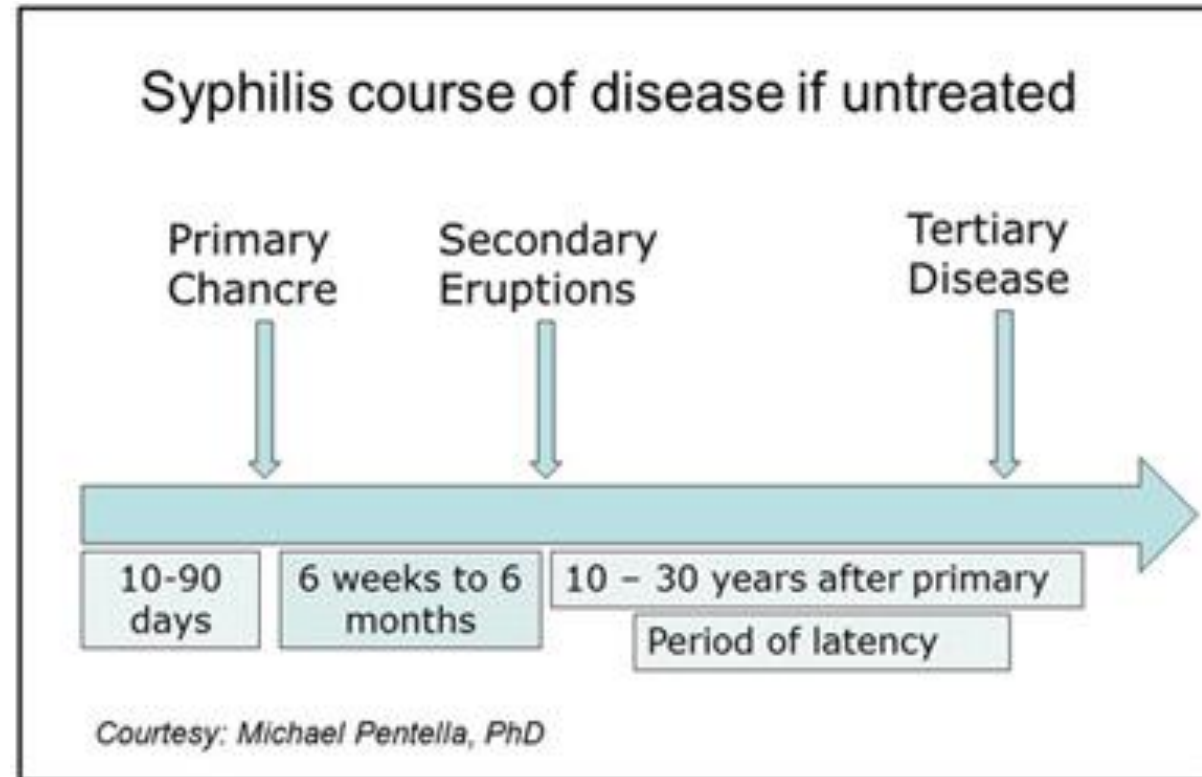 Syphilis course of disease if untreated
Primary
Chancre
Secondary
Eruptions
Tertiary
Disease
10-90
days
6 weeks to 6
months
10 – 30 years after primary
Period of latency
Courtesy: Michael Pentella, PhD